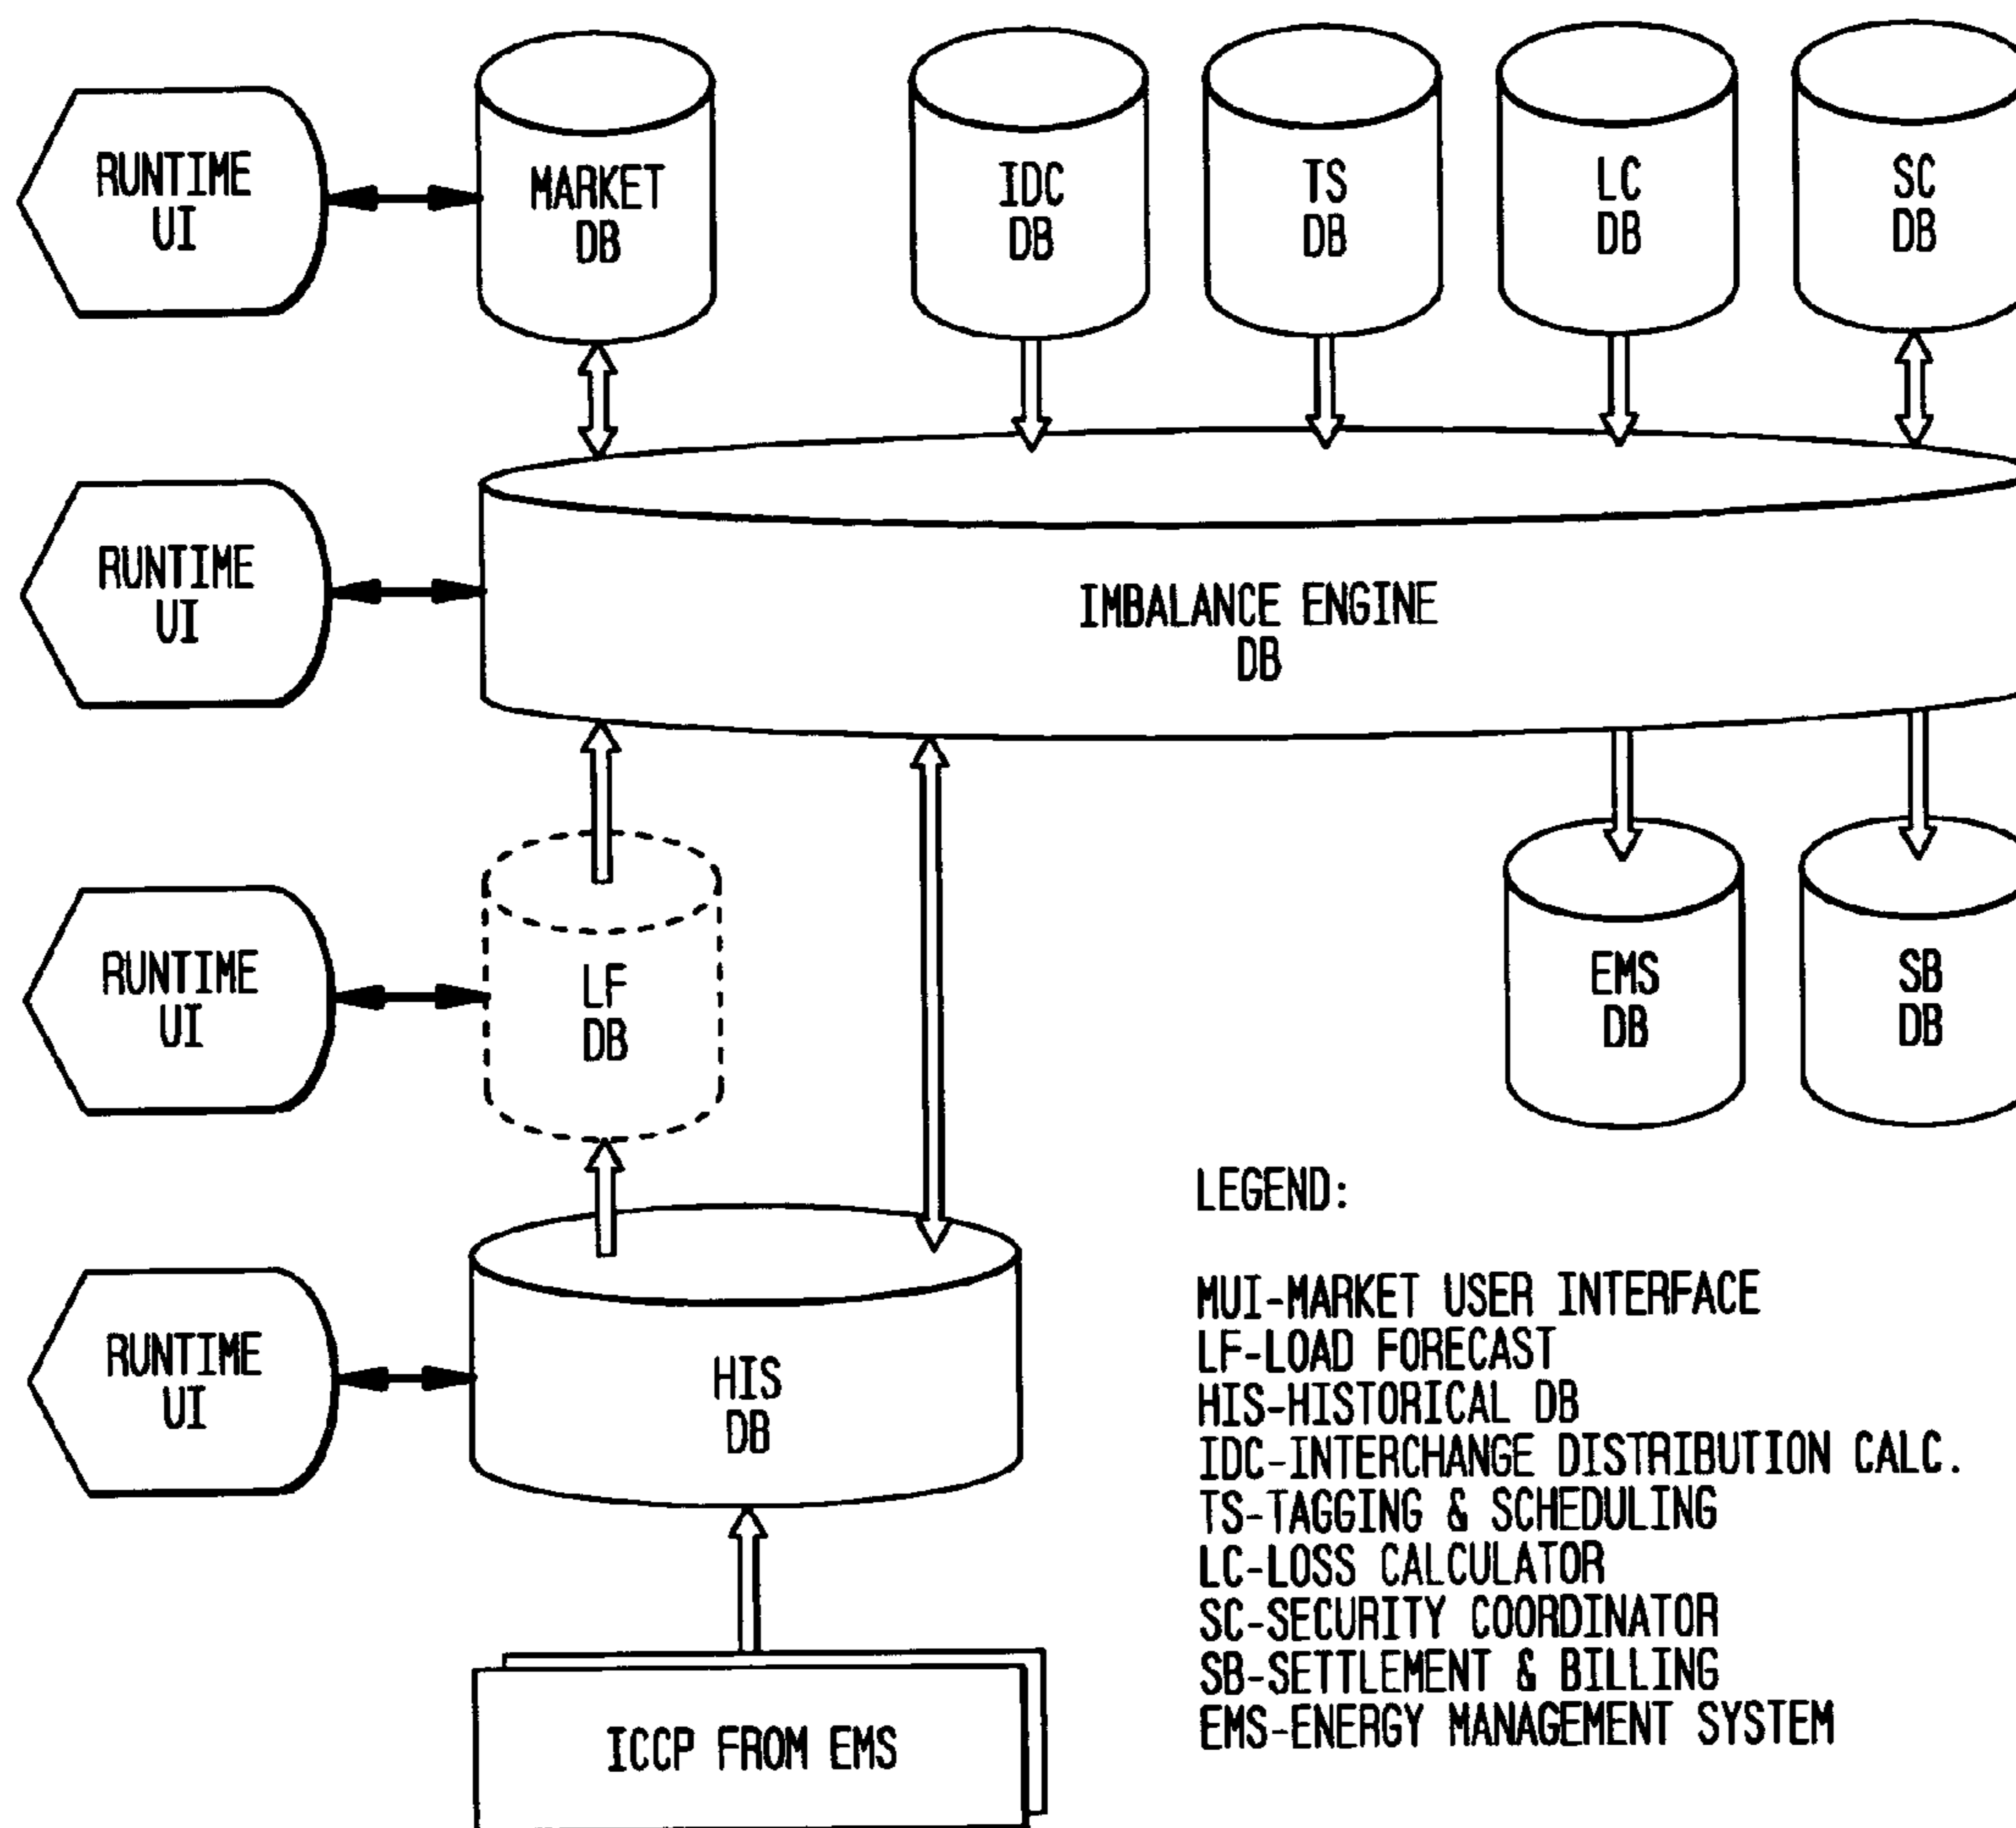 RUNTIME
UI
MARKET
DB
IDC
DB
TS
DB
LC
DB
SC
DB
RUNTIME
UI
IMBALANCE ENGINE
DB
RUNTIME
UI
LF
DB
EMS
DB
SB
DB
RUNTIME
UI
HIS
DB
ICCP FROM EMS
LEGEND:
MUI-MARKET USER INTERFACE
LF-LOAD FORECAST
HIS-HISTORICAL DB
IDC-INTERCHANGE DISTRIBUTION CALC.
TS-TAGGING & SCHEDULING
LC-LOSS CALCULATOR
SC-SECURITY COORDINATOR
SB-SETTLEMENT & BILLING
EMS-ENERGY MANAGEMENT SYSTEM